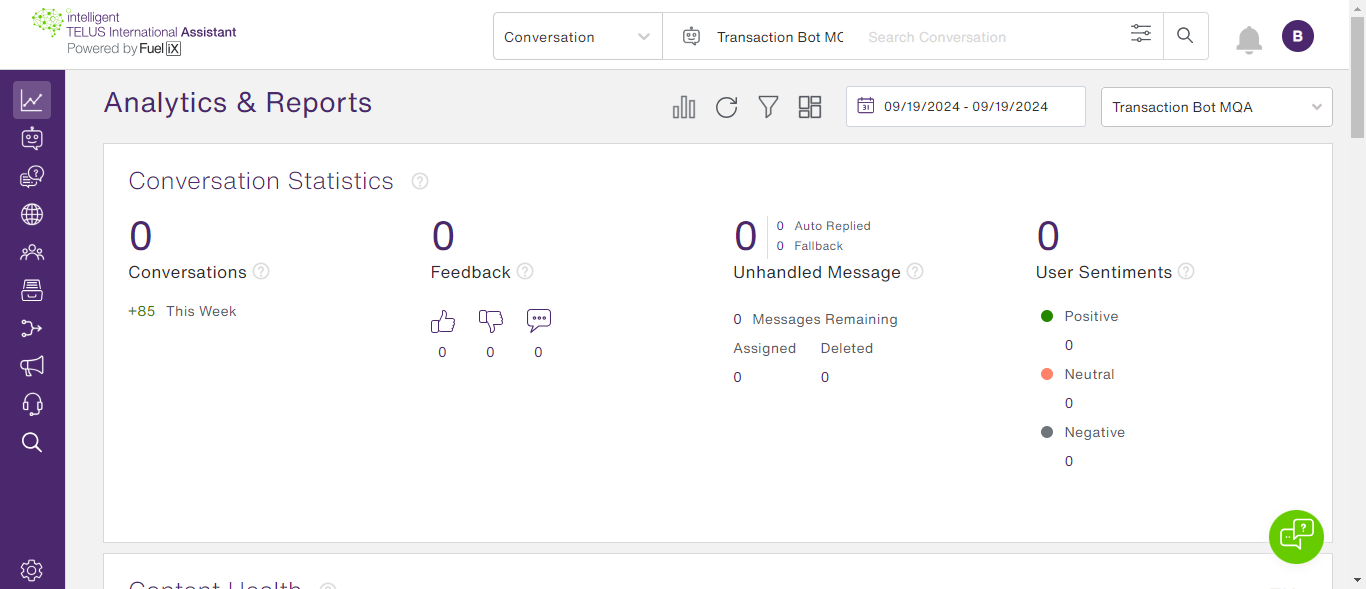 intelligent
TELUS International Assistant
Powered by Fuel iX
Conversation
Transaction Bot MQ
Search Conversation
B
Analytics & Reports
31
09/19/2024 - 09/19/2024
Transaction Bot MQA
Conversation Statistics ?
0
Conversations ?
+85 This Week
0
Feedback ?
0 0 0
0
0 Auto Replied
0 Fallback
Unhandled Message ?
0 Messages Remaining
Assigned Deleted
0 0
0
User Sentiments ?
Positive
0
Neutral
0
Negative
0
Content Health ?